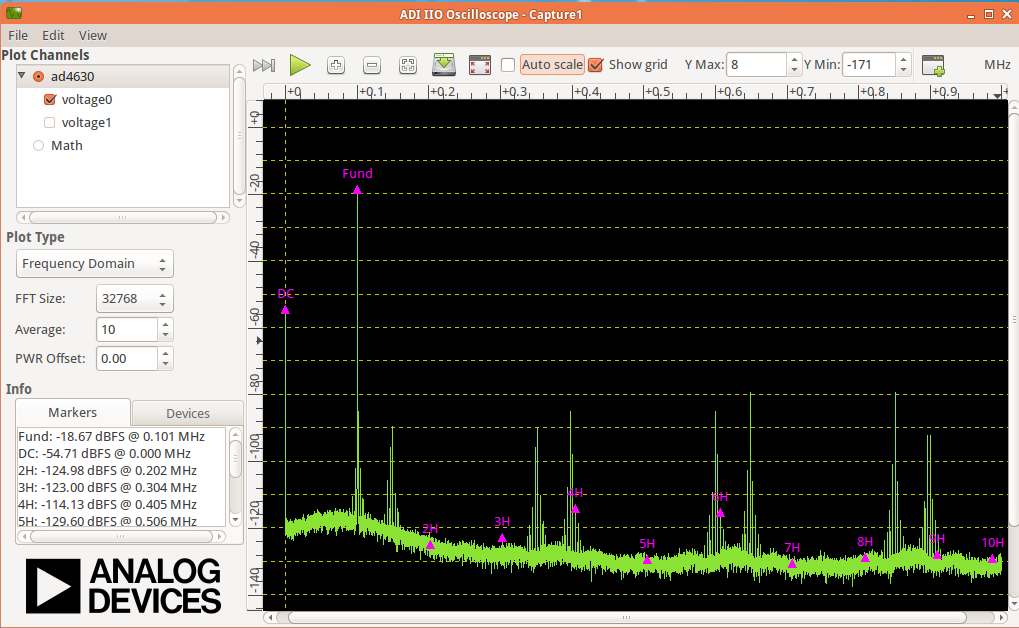 ADI IIO Oscilloscope - Capture1
File Edit View
Plot Channels
ad4630
voltage0
voltage1
Math
Auto scale Show grid Y Max: 8 Y Min: -171 MHz
+0 +0.1 +0.2 +0.3 +0.4 +0.5 +0.6 +0.7 +0.8 +0.9 +
+0
-20
-40
-60
-80
-100
-120
-140
Fund
DC
2H 3H 4H 5H 7H 8H 10H
Plot Type
Frequency Domain
FFT Size: 32768
Average: 10
PWR Offset: 0.00
Info
Markers Devices
Fund: -18.67 dBFS @ 0.101 MHz
DC: -54.71 dBFS @ 0.000 MHz
2H: -124.98 dBFS @ 0.202 MHz
3H: -123.00 dBFS @ 0.304 MHz
4H: -114.13 dBFS @ 0.405 MHz
5H: -129.60 dBFS @ 0.506 MHz
ANALOG
DEVICES